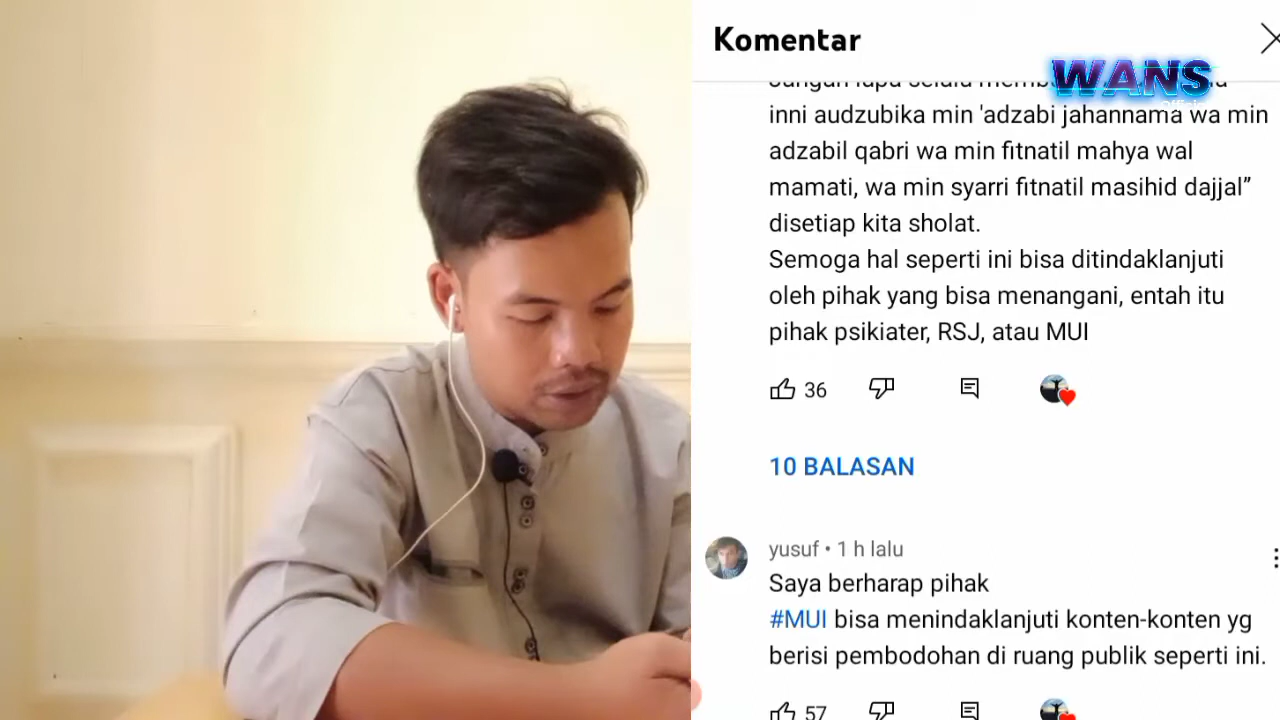 Komentar
WANS
inni audzubika min 'adzabi jahannama wa min
adzabil qabri wa min fitnatil mahya wal
mamati, wa min syarri fitnatil masihid dajjal”
disetiap kita sholat.
Semoga hal seperti ini bisa ditindaklanjuti
oleh pihak yang bisa menangani, entah itu
pihak psikiater, RSJ, atau MUI
36
10 BALASAN
yusuf • 1 h lalu
Saya berharap pihak
#MUI bisa menindaklanjuti konten-konten yg
berisi pembodohan di ruang publik seperti ini.
57